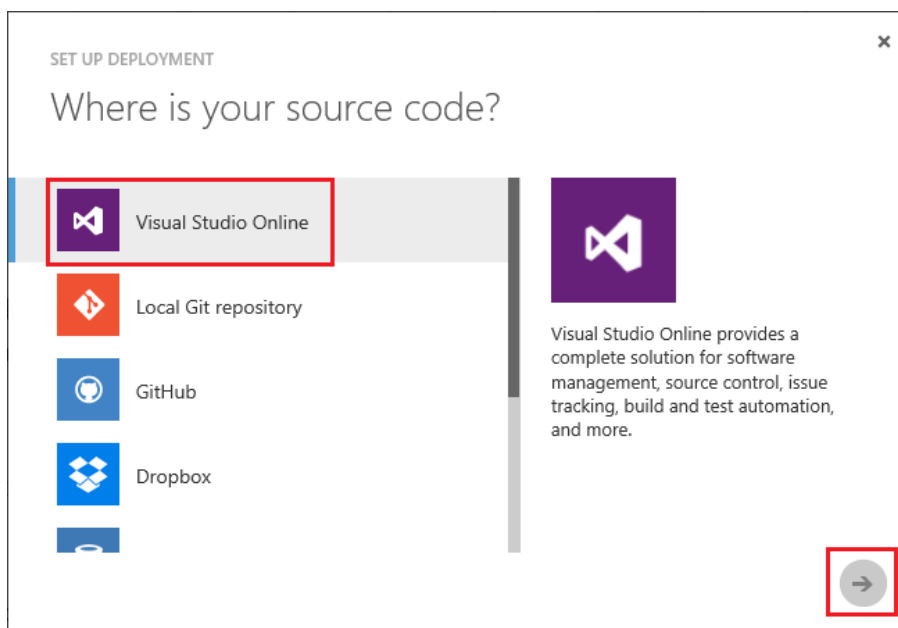 SET UP DEPLOYMENT
Where is your source code?
Visual Studio Online
Local Git repository
GitHub
Dropbox
Visual Studio Online provides a
complete solution for software
management, source control, issue
tracking, build and test automation,
and more.